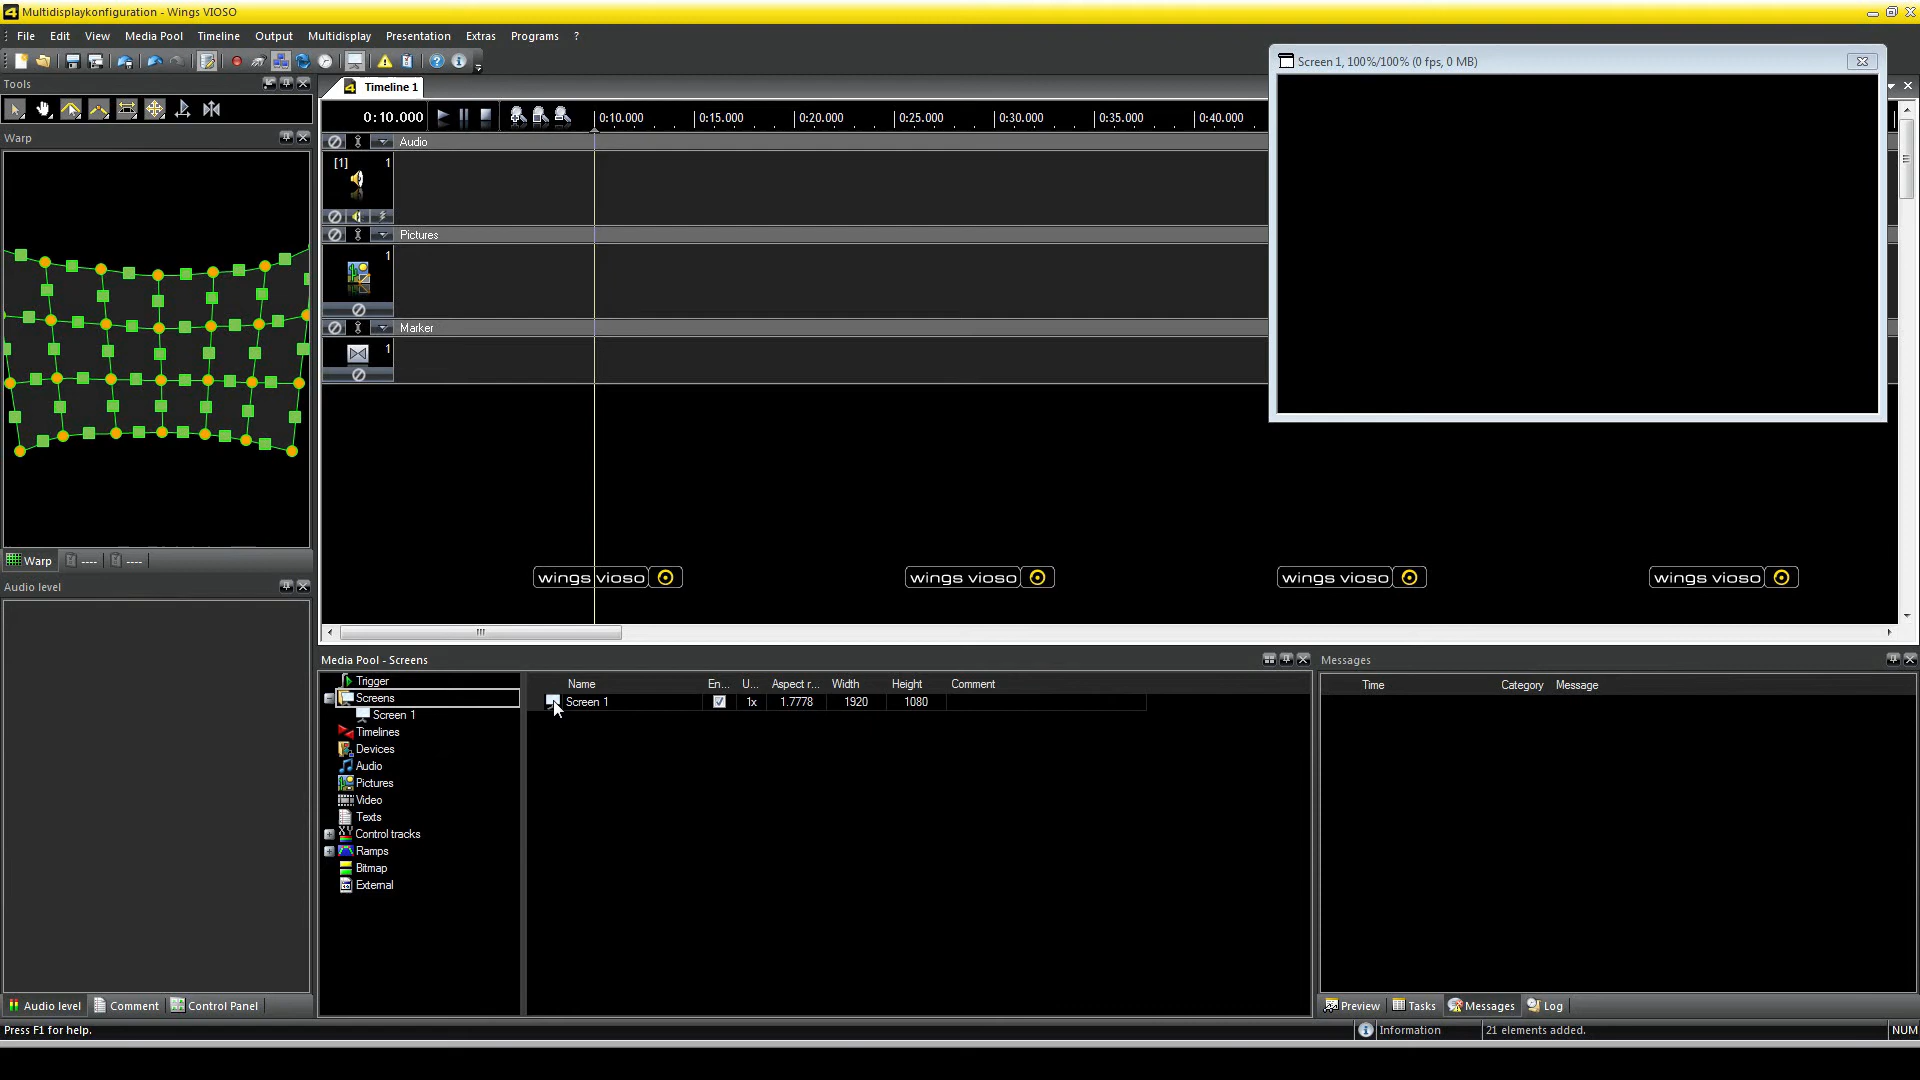 Multidisplaykonfiguration - Wings VIOSO
File Edit View Media Pool Timeline Output Multidisplay Presentation Extras Programs ?
Tools
Screen 1, 100%/100% (0 fps, 0 MB)
Timeline 1
0:10.000 0:10.000 0:15.000 0:20.000 0:25.000 0:30.000 0:35.000 0:40.000
Warp
Audio
[1] 1
Pictures
1
Marker
1
Warp ---- ----
wings vioso wings vioso wings vioso wings vioso
Audio level
Media Pool - Screens
Messages
Trigger
Screens
Screen 1
Timelines
Devices
Audio
Pictures
Video
Texts
Control tracks
Ramps
Bitmap
External
Name En... U... Aspect r... Width Height Comment
Screen 1 1x 1.7778 1920 1080
Time Category Message
Audio level Comment Control Panel
Preview Tasks Messages Log
Press F1 for help.
Information 21 elements added. NUM